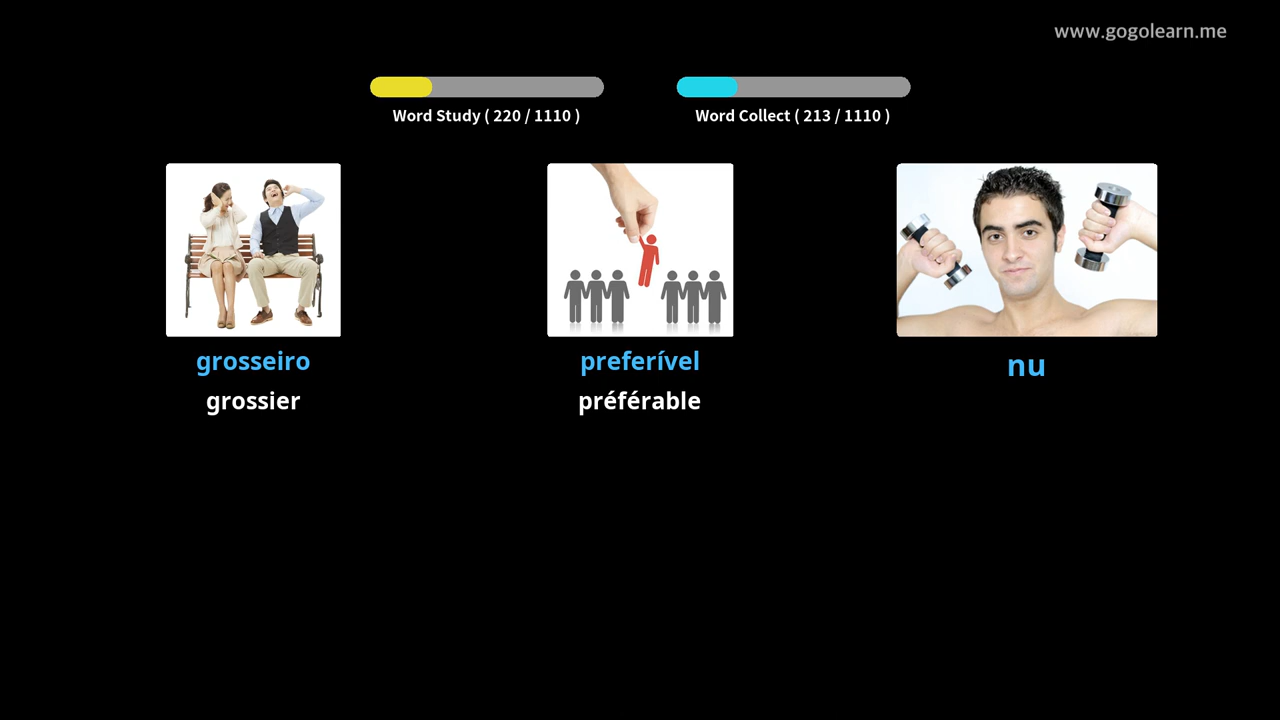 www.gogolearn.me
Word Study ( 220 / 1110 )
Word Collect ( 213 / 1110 )
grosseiro
grossier
preferível
préférable
nu